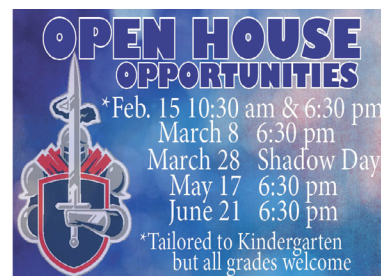 OPEN HOUSE
OPPORTUNITIES
*Feb. 15 10:30 am & 6:30 pm
March 8 6:30 pm
March 28 Shadow Day
May 17 6:30 pm
June 21 6:30 pm
*Tailored to Kindergarten
but all grades welcome